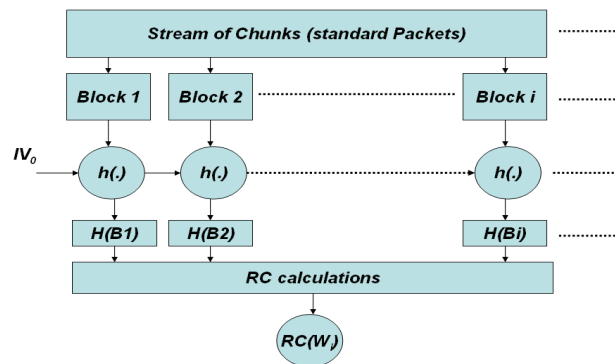 Stream of Chunks (standard Packets)
Block 1 Block 2 Block i
IV0
h(.) h(.) h(.)
H(B1) H(B2) H(Bi)
RC calculations
RC(Wi)